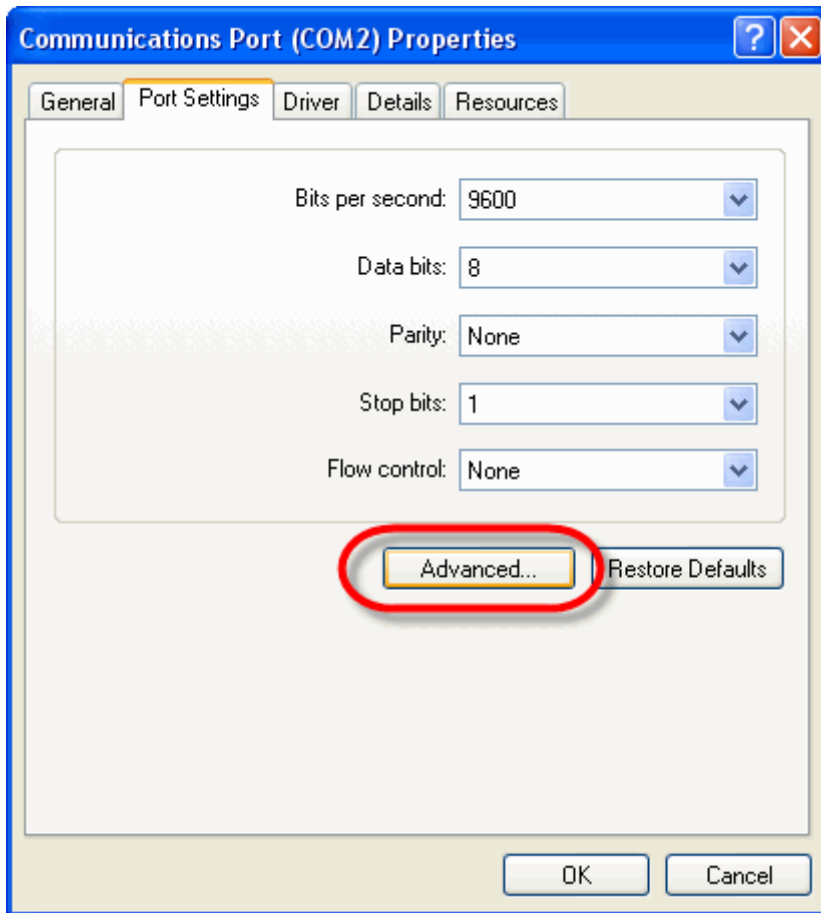 Communications Port (COM2) Properties
General Port Settings Driver Details Resources
Bits per second: 9600
Data bits: 8
Parity: None
Stop bits: 1
Flow control: None
Advanced... Restore Defaults
OK Cancel